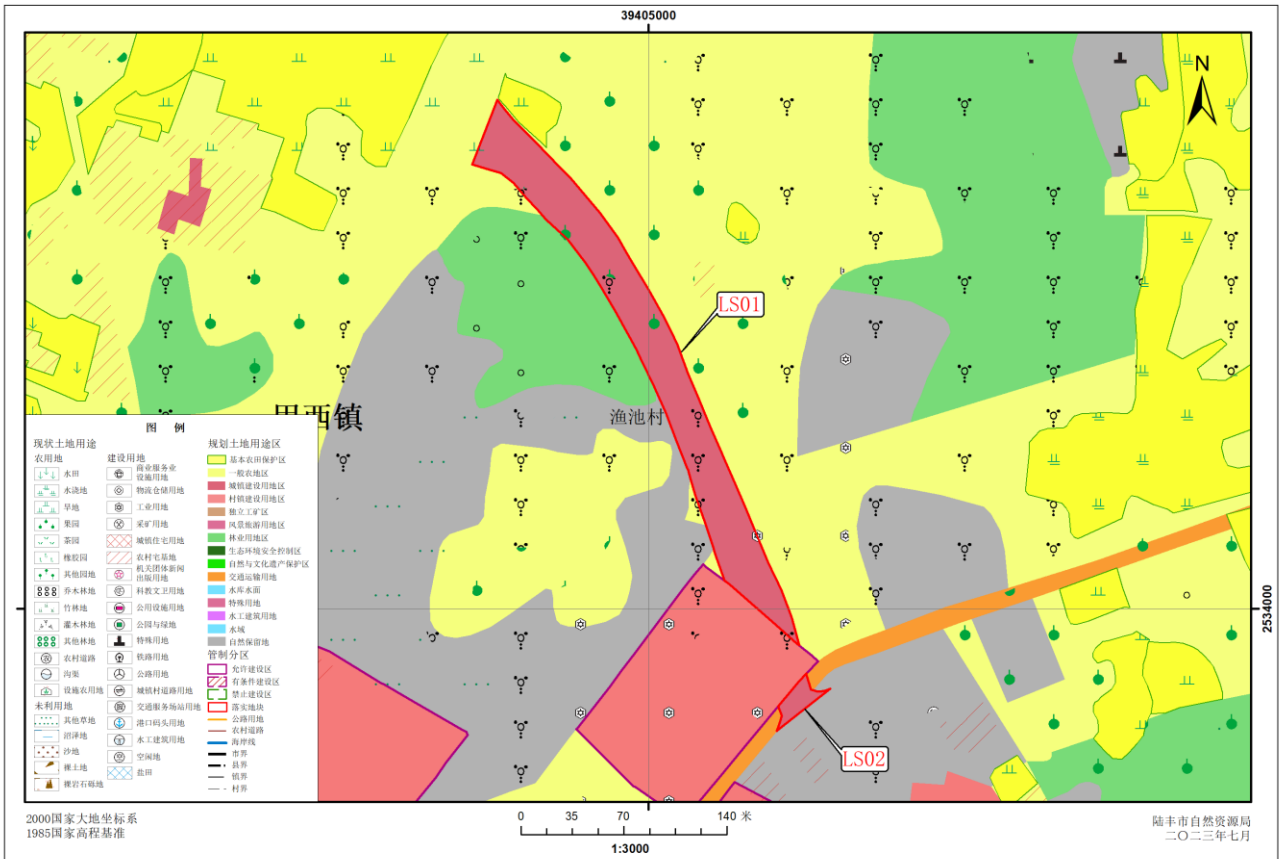 39405000
N
LS01
甲西镇
渔池村
2534000
LS02
图 例
现状土地用途
农用地
水田
水浇地
旱地
果园
茶园
橡胶园
其他园地
乔木林地
竹林地
灌木林地
其他林地
农村道路
沟渠
设施农用地
未利用地
其他草地
沼泽地
沙地
裸土地
裸岩石砾地
建设用地
商业服务业
设施用地
物流仓储用地
工业用地
采矿用地
城镇住宅用地
农村宅基地
机关团体新闻
出版用地
科教文卫用地
公用设施用地
公园与绿地
特殊用地
铁路用地
公路用地
城镇村道路用地
交通服务场站用地
港口码头用地
水工建筑用地
空闲地
盐田
规划土地用途区
基本农田保护区
一般农地区
城镇建设用地区
村镇建设用地区
独立工矿区
风景旅游用地区
林业用地区
生态环境安全控制区
自然与文化遗产保护区
交通运输用地
水库水面
特殊用地
水工建筑用地
水域
自然保留地
管制分区
允许建设区
有条件建设区
禁止建设区
落实地块
公路用地
农村道路
海岸线
市界
县界
镇界
村界
2000国家大地坐标系
1985国家高程基准
0 35 70 140 米
1:3000
陆丰市自然资源局
二〇二三年七月